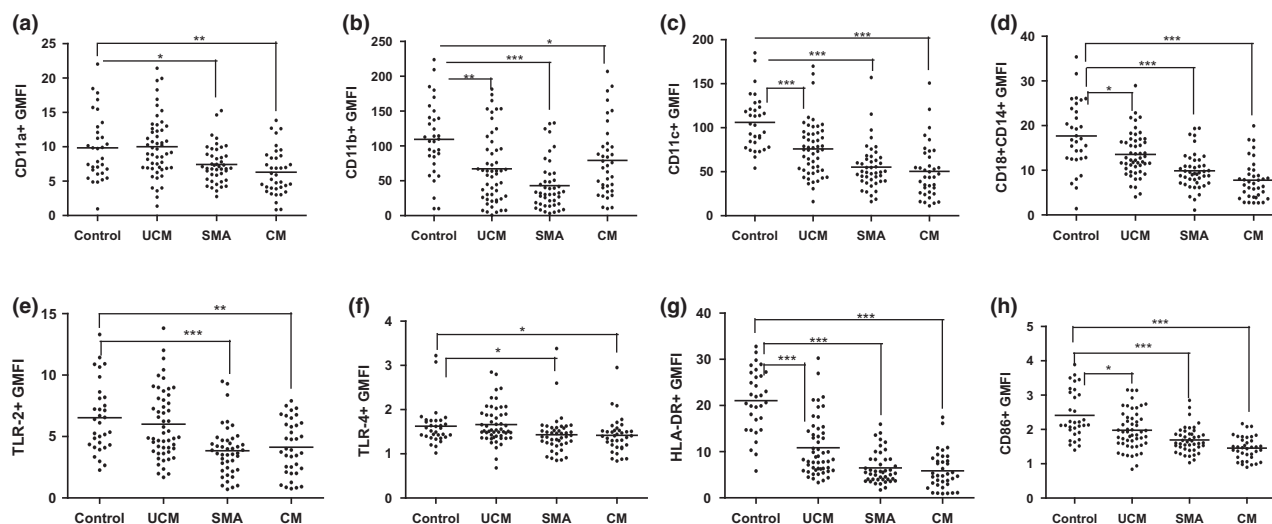 (a)
CD11a+ GMFI
25
20
15
10
5
0
**
*
Control UCM SMA CM
(b)
CD11b+ GMFI
250
200
150
100
50
0
*
***
**
Control UCM SMA CM
(c)
CD11c+ GMFI
200
150
100
50
0
***
***
***
Control UCM SMA CM
(d)
CD18+CD14+ GMFI
40
30
20
10
0
***
***
*
Control UCM SMA CM
(e)
TLR-2+ GMFI
15
10
5
0
**
***
Control UCM SMA CM
(f)
TLR-4+ GMFI
4
3
2
1
0
*
*
Control UCM SMA CM
(g)
HLA-DR+ GMFI
40
30
20
10
0
***
***
***
Control UCM SMA CM
(h)
CD86+ GMFI
5
4
3
2
1
0
***
***
*
Control UCM SMA CM